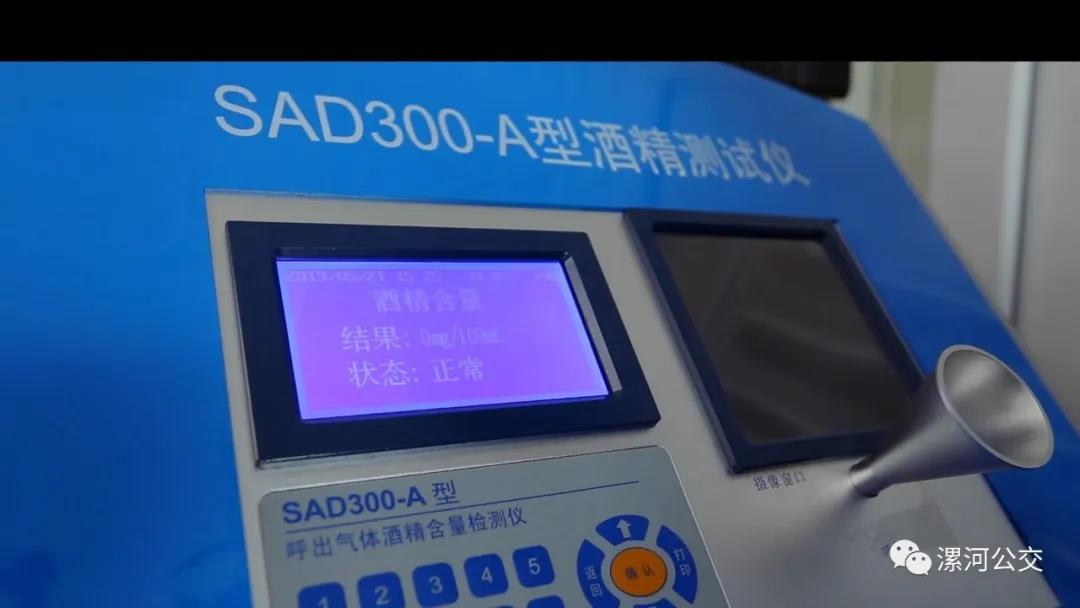 SAD300-A型酒精测试仪
酒精含量
结果: 0mg/100mL
状态: 正常
摄像窗口
SAD300-A 型
呼出气体酒精含量检测仪
1 2 3 4 5
返回
确认
打印
漯河公交